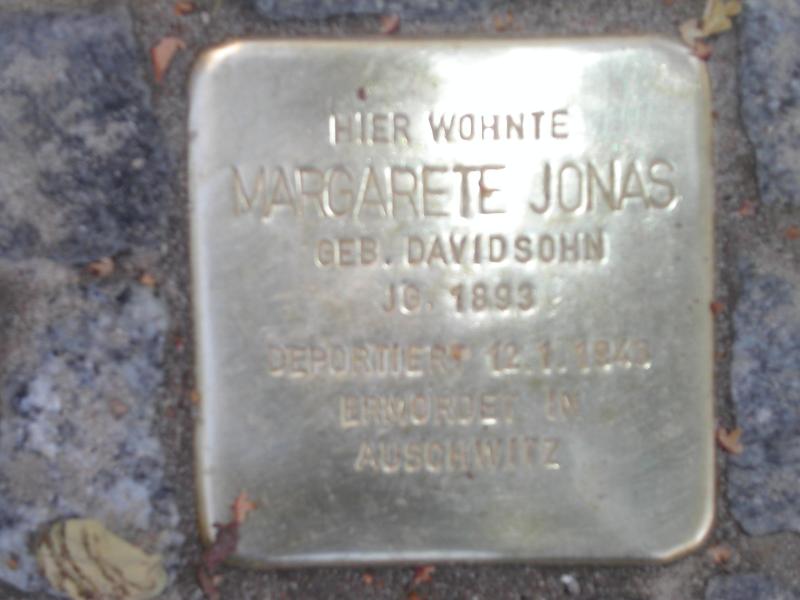 HIER WOHNTE
MARGARETE JONAS
GEB. DAVIDSOHN
JG. 1893
DEPORTIERT 12.1.1943
ERMORDET IN
AUSCHWITZ